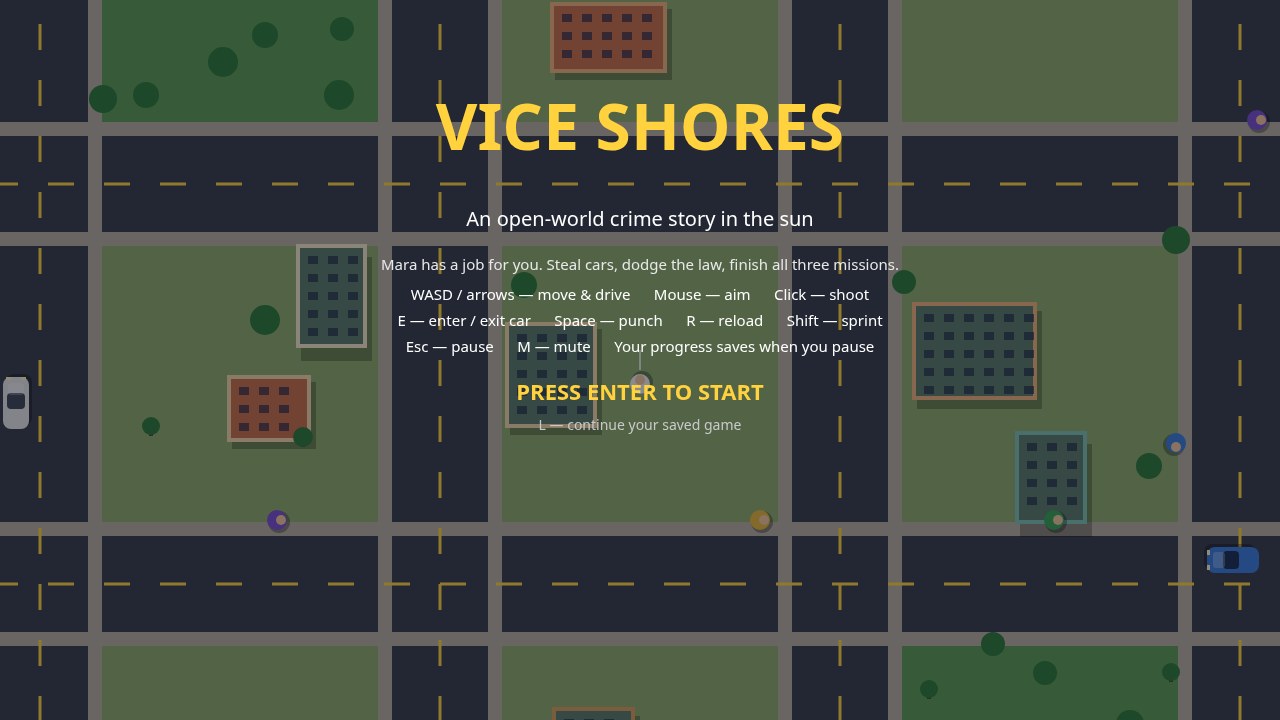 VICE SHORES
An open-world crime story in the sun
Mara has a job for you. Steal cars, dodge the law, finish all three missions.
WASD / arrows — move & drive Mouse — aim Click — shoot
E — enter / exit car Space — punch R — reload Shift — sprint
Esc — pause M — mute Your progress saves when you pause
PRESS ENTER TO START
L — continue your saved game